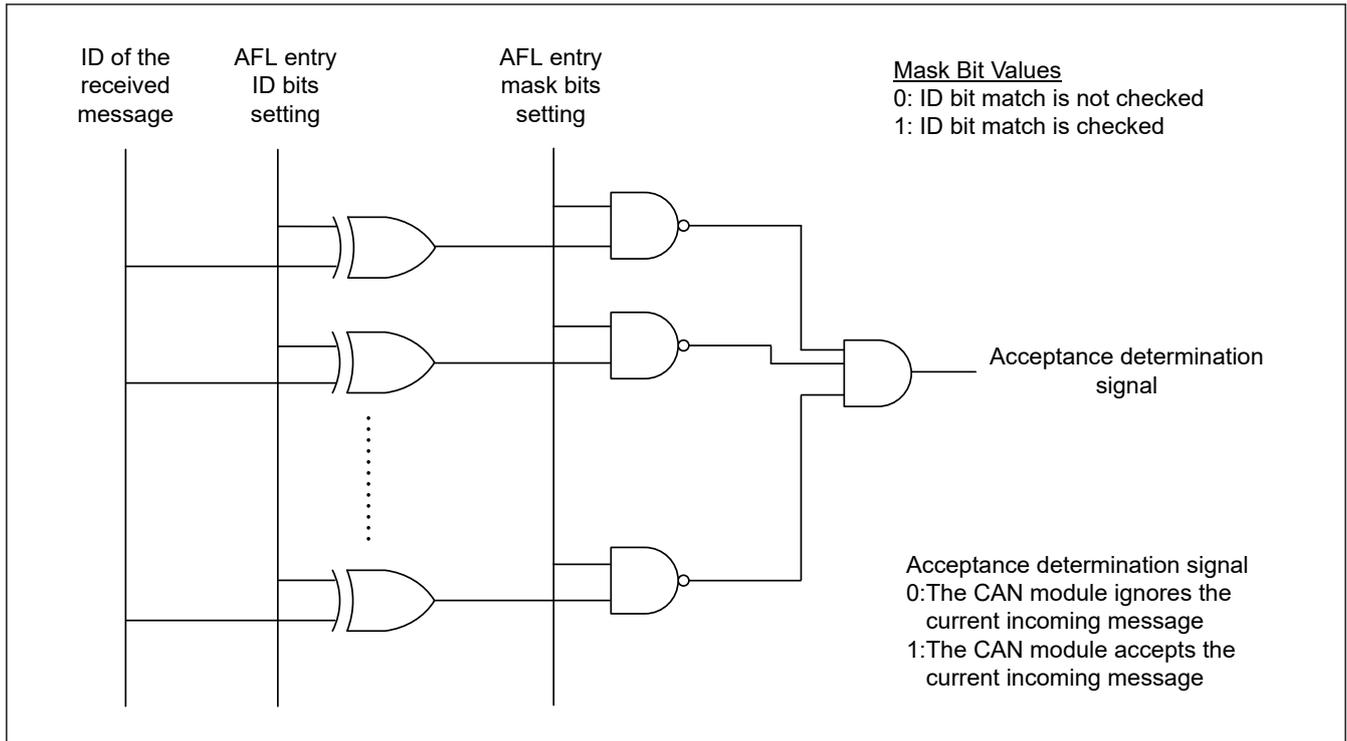 ID of the
received
message
AFL entry
ID bits
setting
AFL entry
mask bits
setting
Mask Bit Values
0: ID bit match is not checked
1: ID bit match is checked
Acceptance determination
signal
Acceptance determination signal
0:The CAN module ignores the
current incoming message
1:The CAN module accepts the
current incoming message